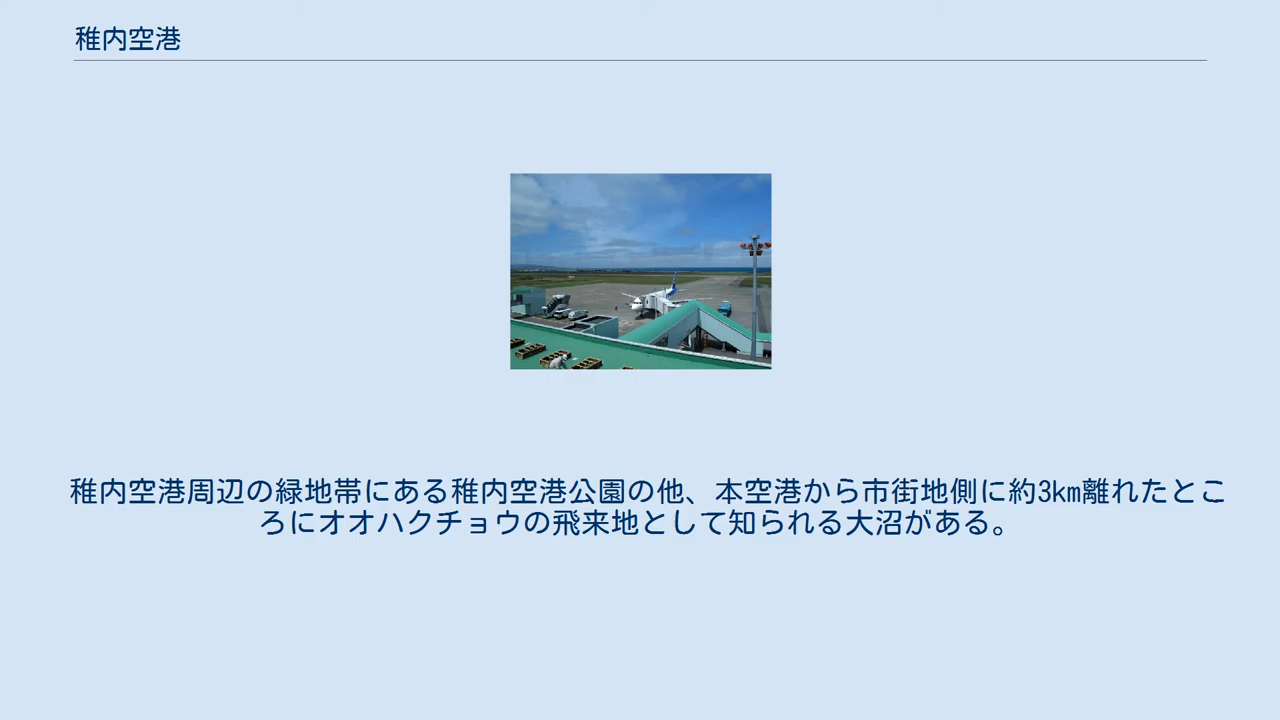 稚内空港
稚内空港周辺の緑地帯にある稚内空港公園の他、本空港から市街地側に約3km離れたとこ
ろにオオハクチョウの飛来地として知られる大沼がある。